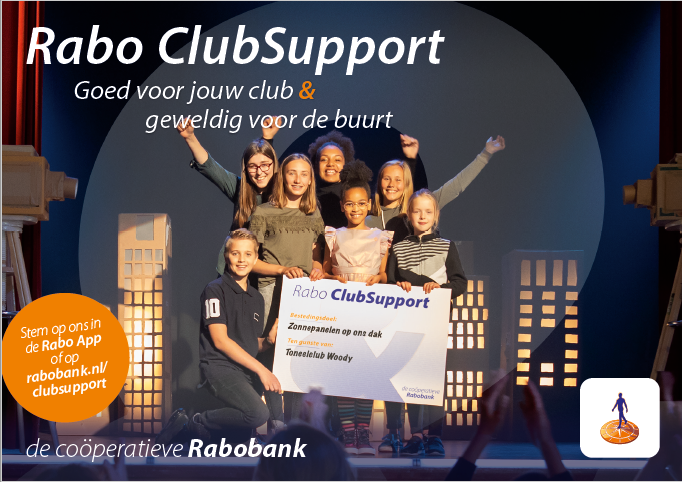 Rabo ClubSupport
Goed voor jouw club &
geweldig voor de buurt
10
Rabo ClubSupport
Bestedingsdoel:
Zonnepanelen op ons dak
Ten gunste van:
Toneelclub Woody
de coöperatieve
Rabobank
Stem op ons in
de Rabo App
of op
rabobank.nl/
clubsupport
de coöperatieve Rabobank